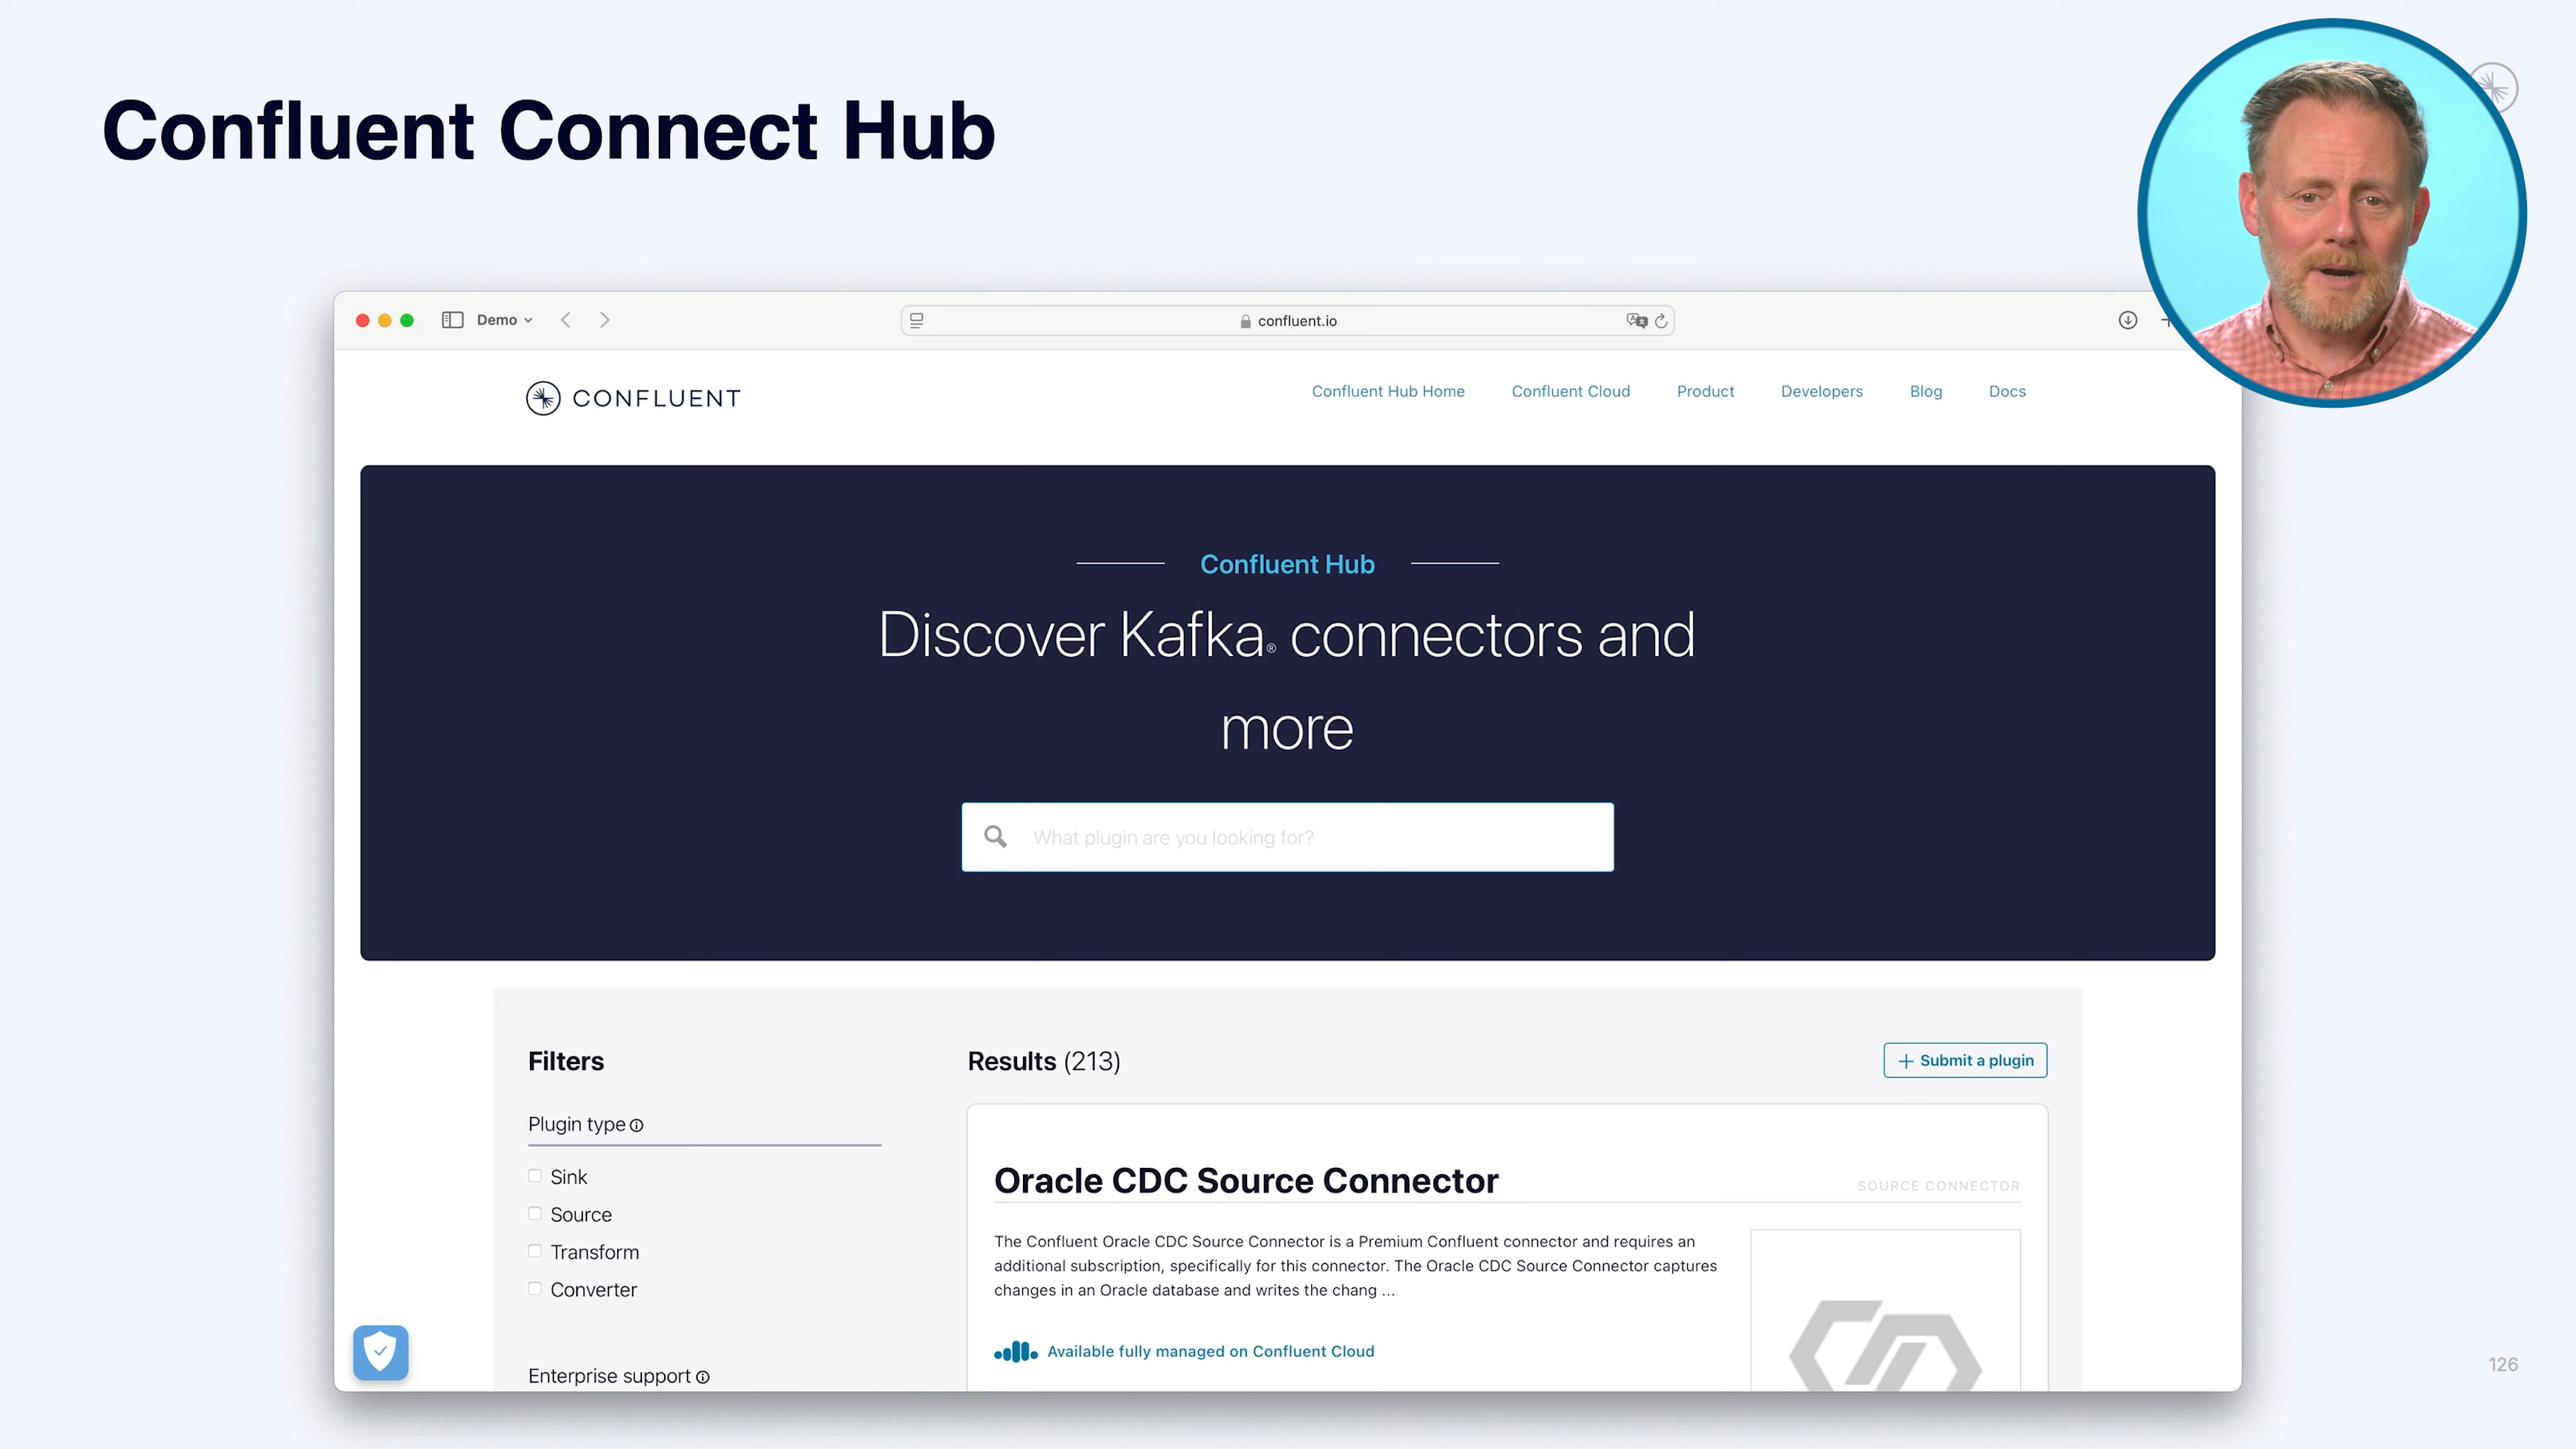 Confluent Connect Hub
Demo
confluent.io
CONFLUENT
Confluent Hub Home
Confluent Cloud
Product
Developers
Blog
Docs
Confluent Hub
Discover Kafka® connectors and
more
What plugin are you looking for?
Filters
Results (213)
+ Submit a plugin
Plugin type
Sink
Source
Transform
Converter
Enterprise support
Oracle CDC Source Connector
SOURCE CONNECTOR
The Confluent Oracle CDC Source Connector is a Premium Confluent connector and requires an
additional subscription, specifically for this connector. The Oracle CDC Source Connector captures
changes in an Oracle database and writes the chang ...
Available fully managed on Confluent Cloud
126